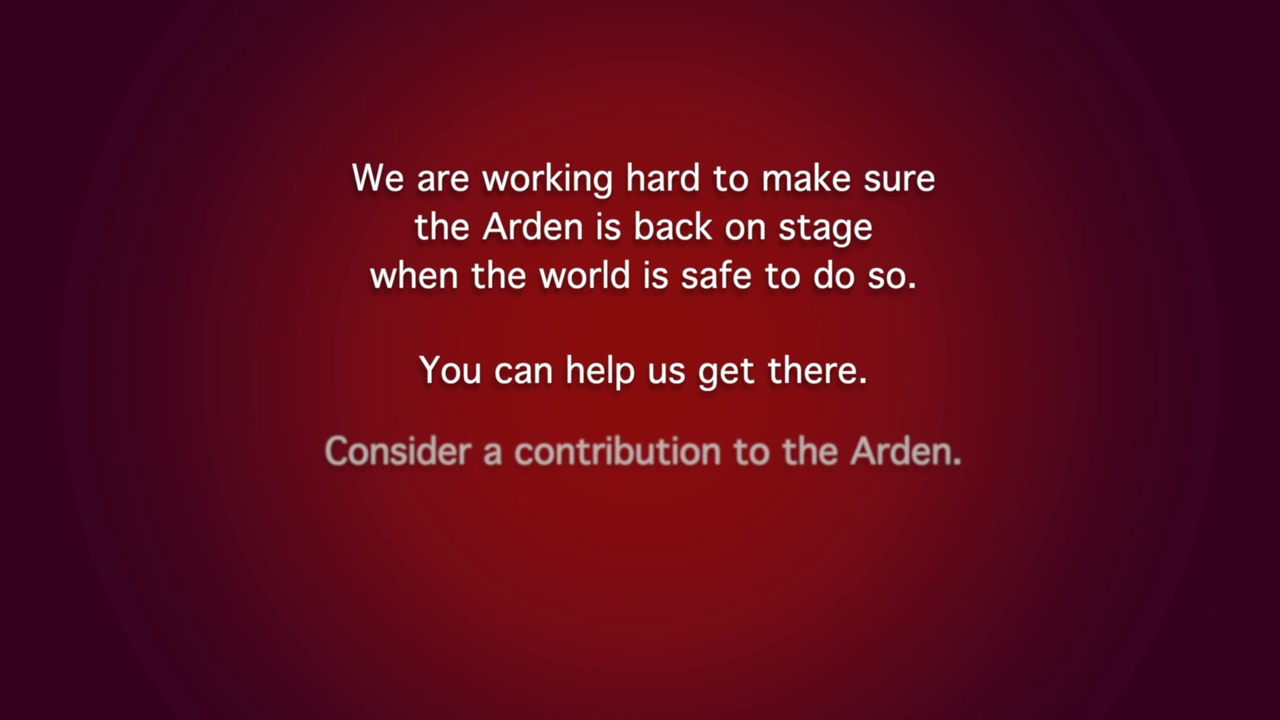 We are working hard to make sure
the Arden is back on stage
when the world is safe to do so.
You can help us get there.
Consider a contribution to the Arden.